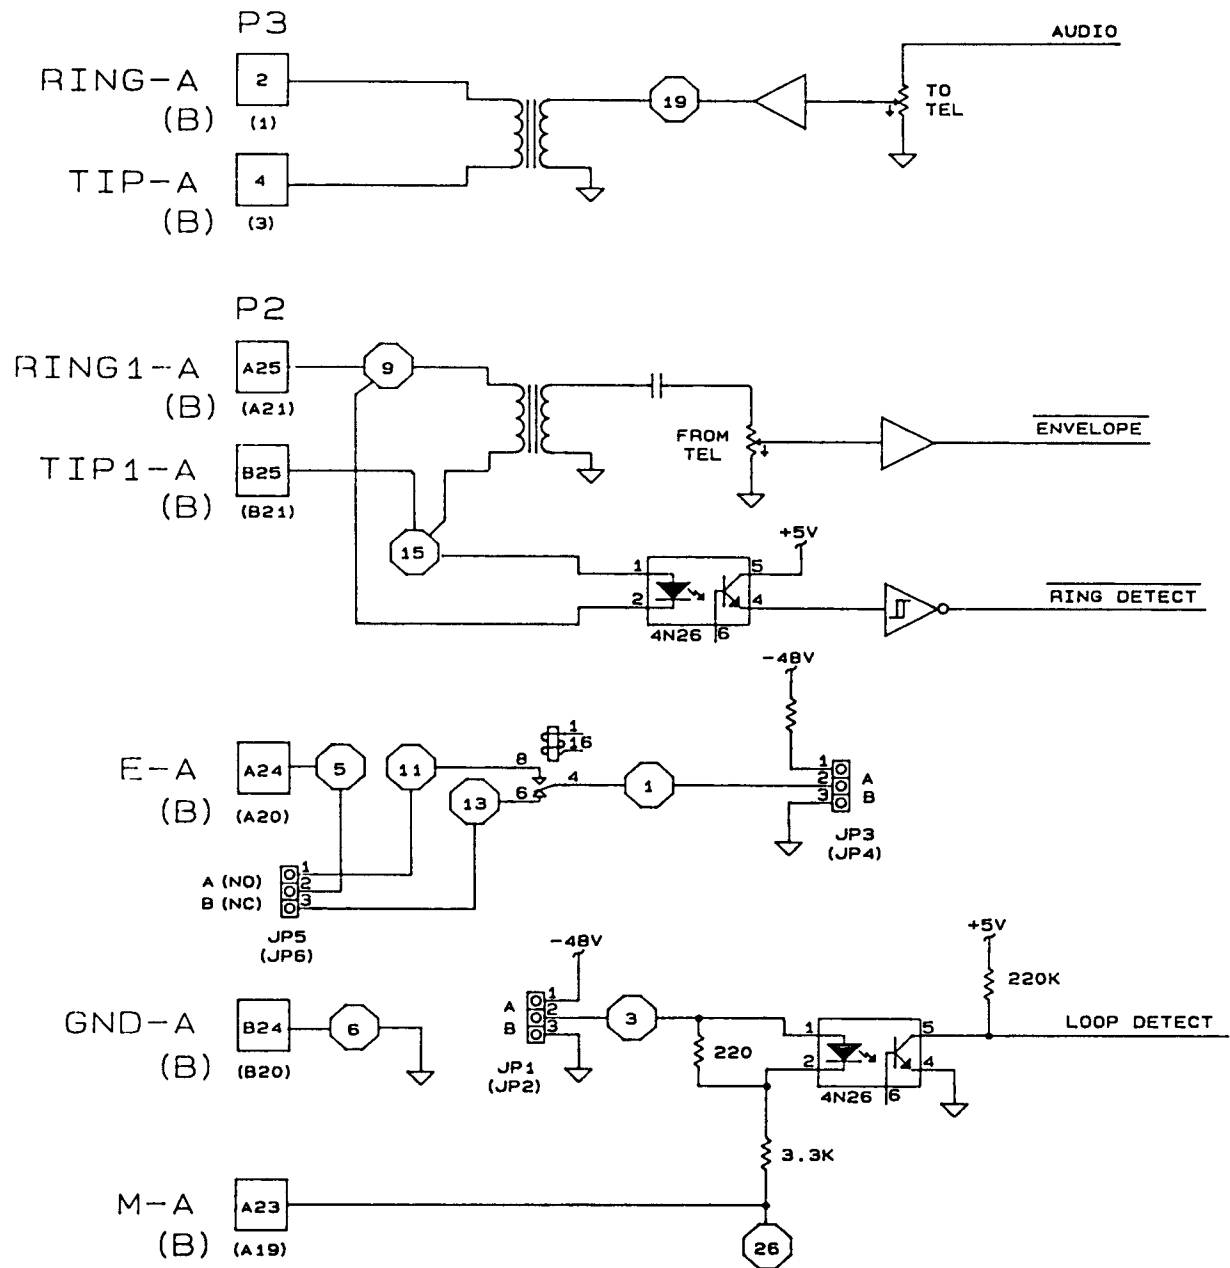 P3
AUDIO
RING-A
2
(B)
(1)
19
TO
TEL
TIP-A
4
(B)
(3)
P2
RING1-A
A25
9
(B)
(A21)
FROM
TEL
ENVELOPE
TIP1-A
B25
(B)
(B21)
15
+5V
1
5
2
4
4N26
6
RING DETECT
-48V
1
16
E-A
A24
5
11
8
4
6
13
1
1
2
3
A
B
(B)
(A20)
JP3
(JP4)
A (NO)
B (NC)
1
2
3
JP5
(JP6)
-48V
+5V
220K
GND-A
B24
6
A
B
1
2
3
3
220
1
5
2
4
4N26
6
LOOP DETECT
(B)
(B20)
JP1
(JP2)
3.3K
M-A
A23
(B)
(A19)
26